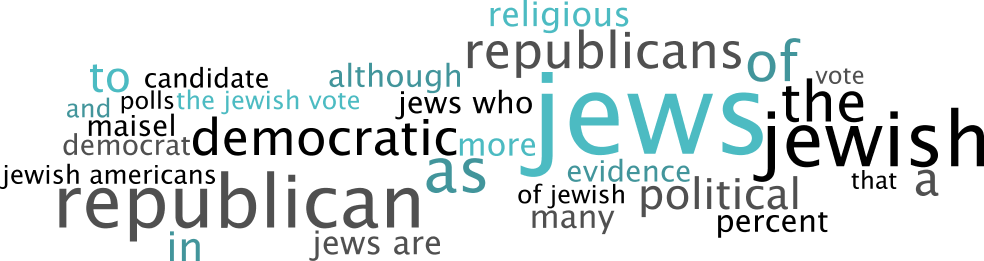 religious
republicans
of
to
candidate
although
vote
and
polls
the jewish vote
jews who
jews
the
maisel
democrat
democratic
more
jewish
jewish americans
republican
as
evidence
of jewish
political
that
a
many
percent
in
jews are